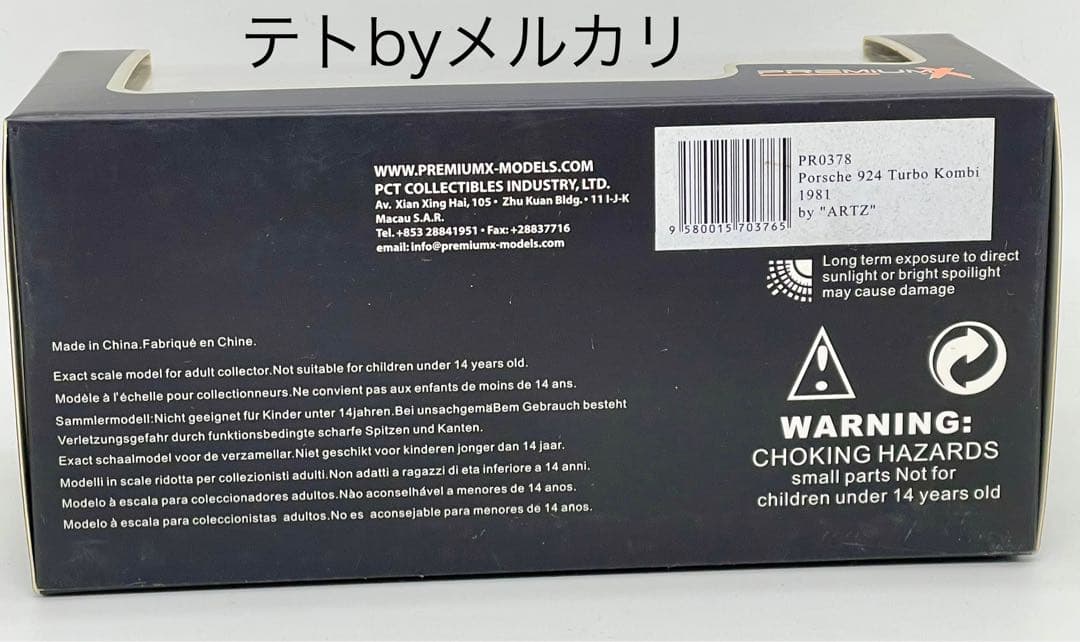 テトbyメルカリ
PREMIUMX
WWW.PREMIUMX-MODELS.COM
PCT COLLECTIBLES INDUSTRY, LTD.
Av. Xian Xing Hai, 105 • Zhu Kuan Bldg. • 11 I-J-K
Macau S.A.R.
Tel. +853 28841951 • Fax: +28837716
email: info@premiumx-models.com
PR0378
Porsche 924 Turbo Kombi
1981
by "ARTZ"
9 580015 703765
Long term exposure to direct
sunlight or bright spoilight
may cause damage
Made in China.Fabriqué en Chine.
Exact scale model for adult collector.Not suitable for children under 14 years old.
Modèle à l'échelle pour collectionneurs.Ne convient pas aux enfants de moins de 14 ans.
Sammlermodell:Nicht geeignet für Kinder unter 14jahren.Bei unsachgemäBem Gebrauch besteht
Verletzungsgefahr durch funktionsbedingte scharfe Spitzen und Kanten.
Exact schaalmodel voor de verzamellar.Niet geschikt voor kinderen jonger dan 14 jaar.
Modelli in scale ridotta per collezionisti adulti.Non adatti a ragazzi di eta inferiore a 14 anni.
Modelo à escala para coleccionadores adultos.Não aconselhável a menores de 14 anos.
Modelo à escala para coleccionistas adultos.No es aconsejable para menores de 14 anos.
WARNING:
CHOKING HAZARDS
small parts Not for
children under 14 years old